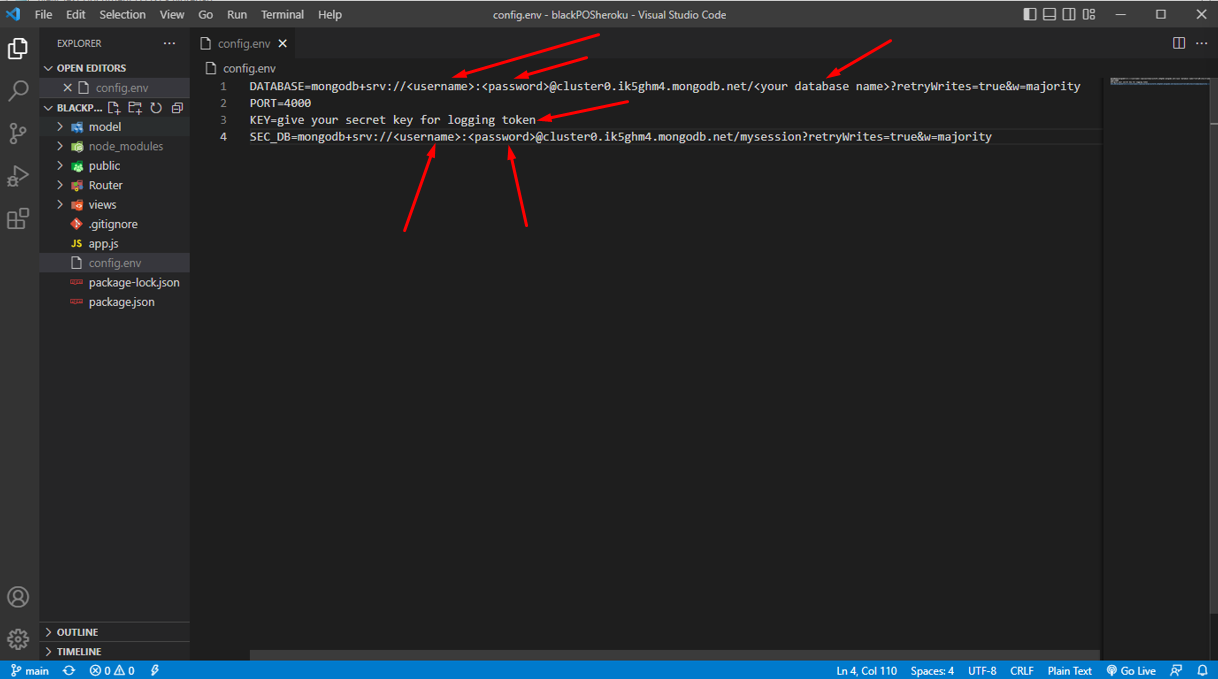 File Edit Selection View Go Run Terminal Help config.env - blackPOSheroku - Visual Studio Code
EXPLORER
config.env
OPEN EDITORS
config.env
config.env
BLACKP...
model
node_modules
public
Router
views
.gitignore
JS app.js
config.env
package-lock.json
package.json
1 DATABASE=mongodb+srv://<username>:<password>@cluster0.ik5ghm4.mongodb.net/<your database name>?retryWrites=true&w=majority
2 PORT=4000
3 KEY=give your secret key for logging token
4 SEC_DB=mongodb+srv://<username>:<password>@cluster0.ik5ghm4.mongodb.net/mysession?retryWrites=true&w=majority
OUTLINE
TIMELINE
main 0 0 Ln 4, Col 110 Spaces: 4 UTF-8 CRLF Plain Text Go Live